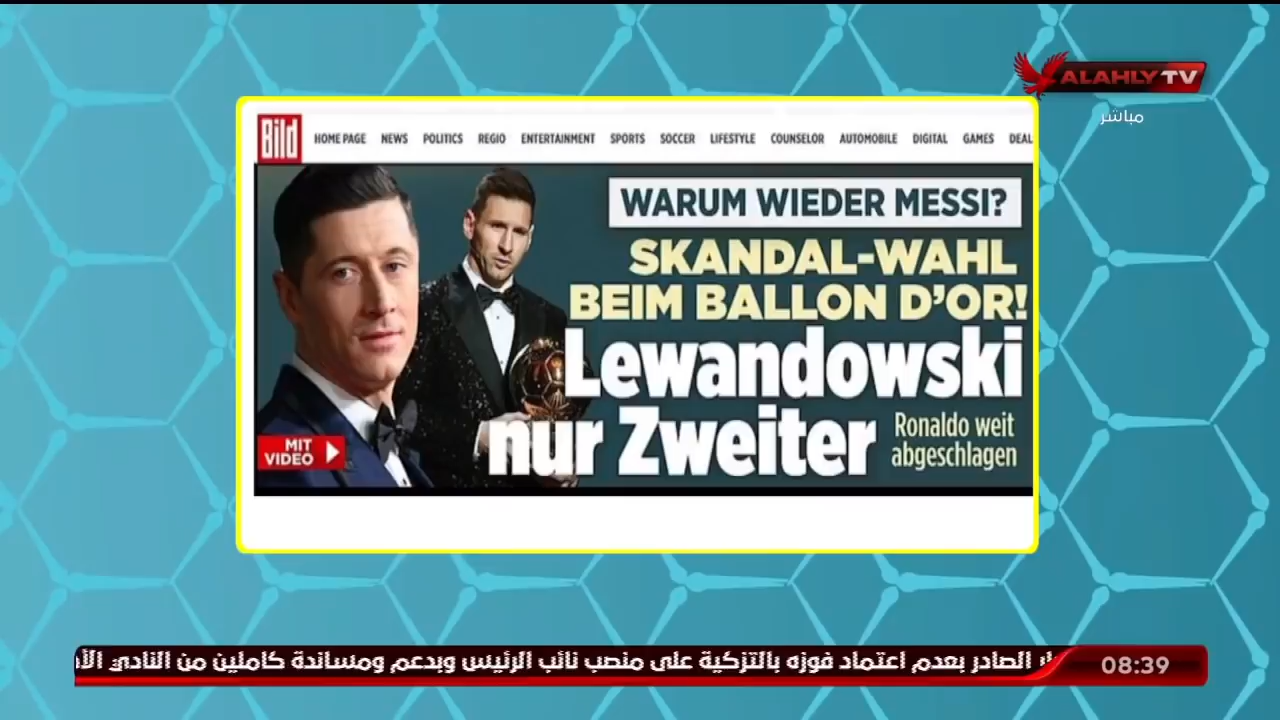 ALAHLY TV
مباشر
Bild
HOME PAGE NEWS POLITICS REGIO ENTERTAINMENT SPORTS SOCCER LIFESTYLE COUNSELOR AUTOMOBILE DIGITAL GAMES DEAL
WARUM WIEDER MESSI?
SKANDAL-WAHL
BEIM BALLON D'OR!
Lewandowski
nur Zweiter
Ronaldo weit
abgeschlagen
MIT
VIDEO
الصادر بعدم اعتماد فوزه بالتزكية على منصب نائب الرئيس وبدعم ومساندة كاملين من النادي
08:39